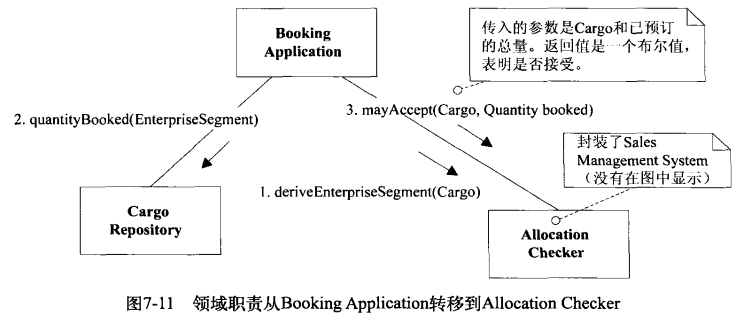 Booking
Application
传入的参数是Cargo和已预订
的总量。返回值是一个布尔值，
表明是否接受。
2. quantityBooked(EnterpriseSegment)
3. mayAccept(Cargo, Quantity booked)
封装了Sales
Management System
（没有在图中显示）
1. deriveEnterpriseSegment(Cargo)
Cargo
Repository
Allocation
Checker
图7-11 领域职责从Booking Application转移到Allocation Checker